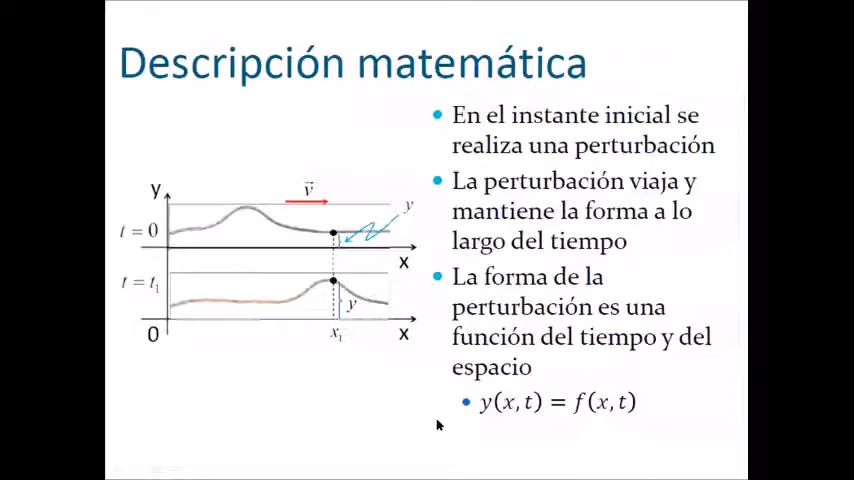 Descripción matemática
En el instante inicial se
realiza una perturbación
La perturbación viaja y
mantiene la forma a lo
largo del tiempo
La forma de la
perturbación es una
función del tiempo y del
espacio
y(x, t) = f(x, t)
y
v⃗
y
t = 0
x
t = t₁
y
0
x₁
x